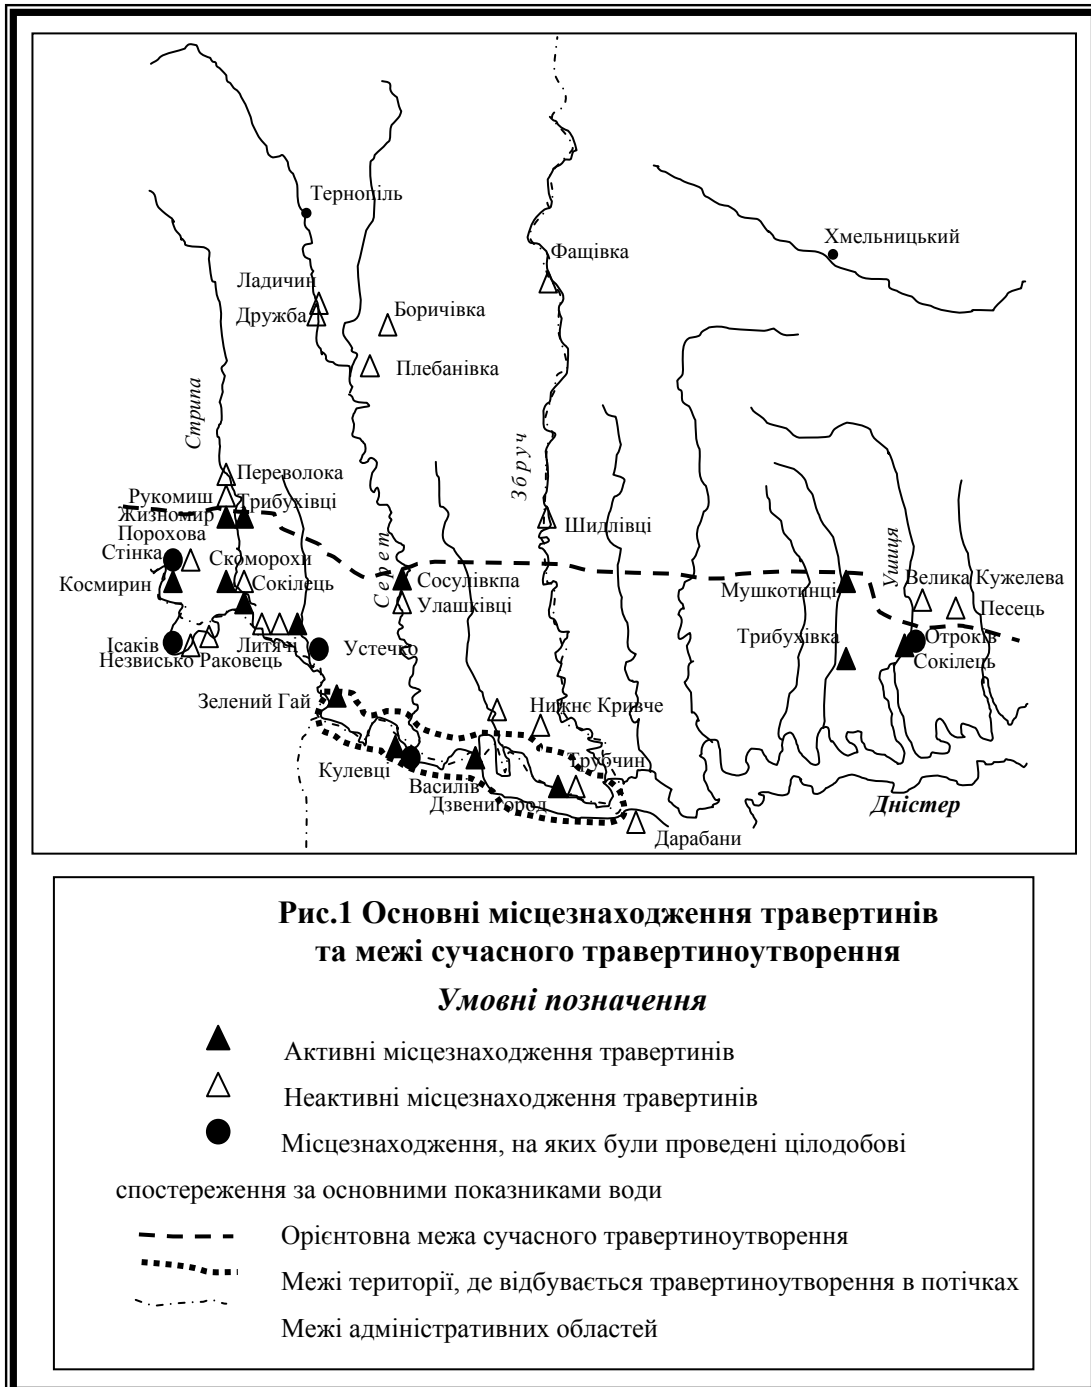 Тернопіль
Хмельницький
Фащівка
Ладичин
Дружба
Боричівка
Плебанівка
Стрипа
Збруч
Переволока
Рукомиш
Трибухівці
Жизномир
Порохова
Шидлівці
Стінка
Скоморохи
Серет
Ушиця
Космирин
Сокілець
Сосулівкпа
Мушкотинці
Велика Кужелева
Улашківці
Песець
Ісаків
Литячі
Устечко
Трибухівка
Отроків
Незвисько
Раковець
Сокілець
Зелений Гай
Нижнє Кривче
Кулевці
Василів
Трубчин
Дзвенигород
Дністер
Дарабани
Рис.1 Основні місцезнаходження травертинів
та межі сучасного травертиноутворення
Умовні позначення
Активні місцезнаходження травертинів
Неактивні місцезнаходження травертинів
Місцезнаходження, на яких були проведені цілодобові
спостереження за основними показниками води
Орієнтовна межа сучасного травертиноутворення
Межі території, де відбувається травертиноутворення в потічках
Межі адміністративних областей